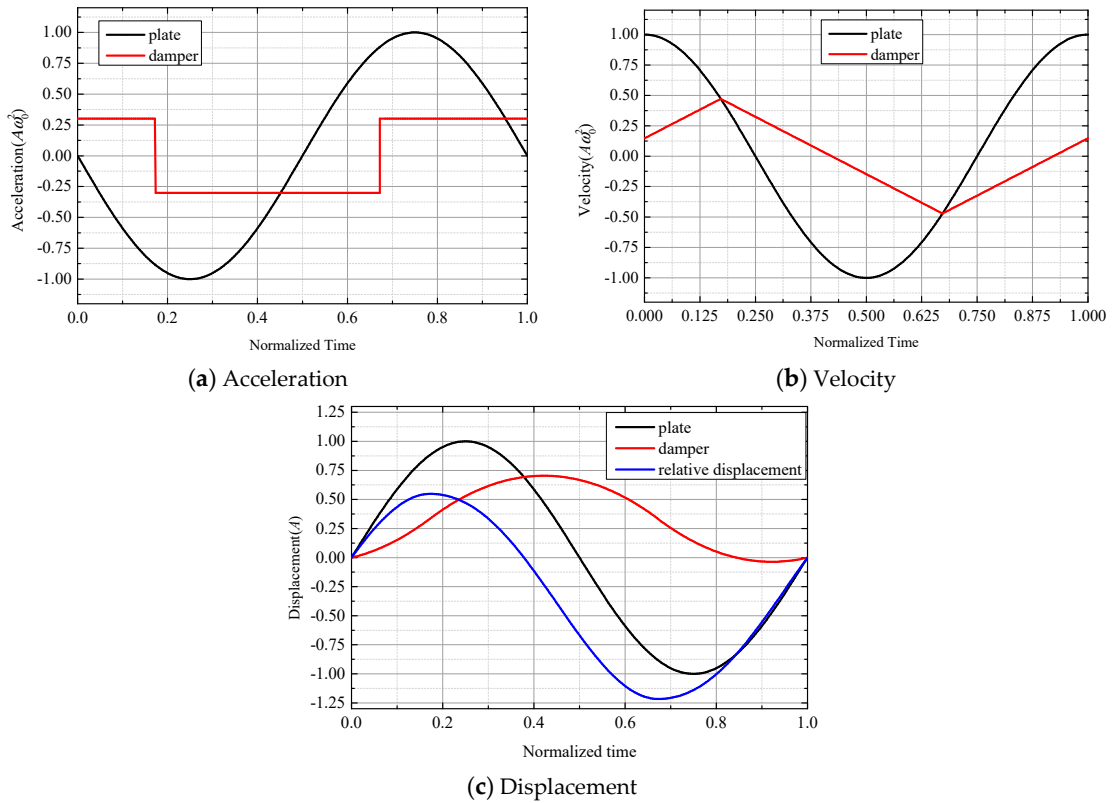 plate
damper
Acceleration(Aω₀²)
1.00
0.75
0.50
0.25
0.00
-0.25
-0.50
-0.75
-1.00
0.0 0.2 0.4 0.6 0.8 1.0
Normalized Time
(a) Acceleration
plate
damper
Velocity(Aω₀²)
1.00
0.75
0.50
0.25
0.00
-0.25
-0.50
-0.75
-1.00
0.000 0.125 0.250 0.375 0.500 0.625 0.750 0.875 1.000
Normalized Time
(b) Velocity
plate
damper
relative displacement
Displacement(A)
1.25
1.00
0.75
0.50
0.25
0.00
-0.25
-0.50
-0.75
-1.00
-1.25
0.0 0.2 0.4 0.6 0.8 1.0
Normalized time
(c) Displacement